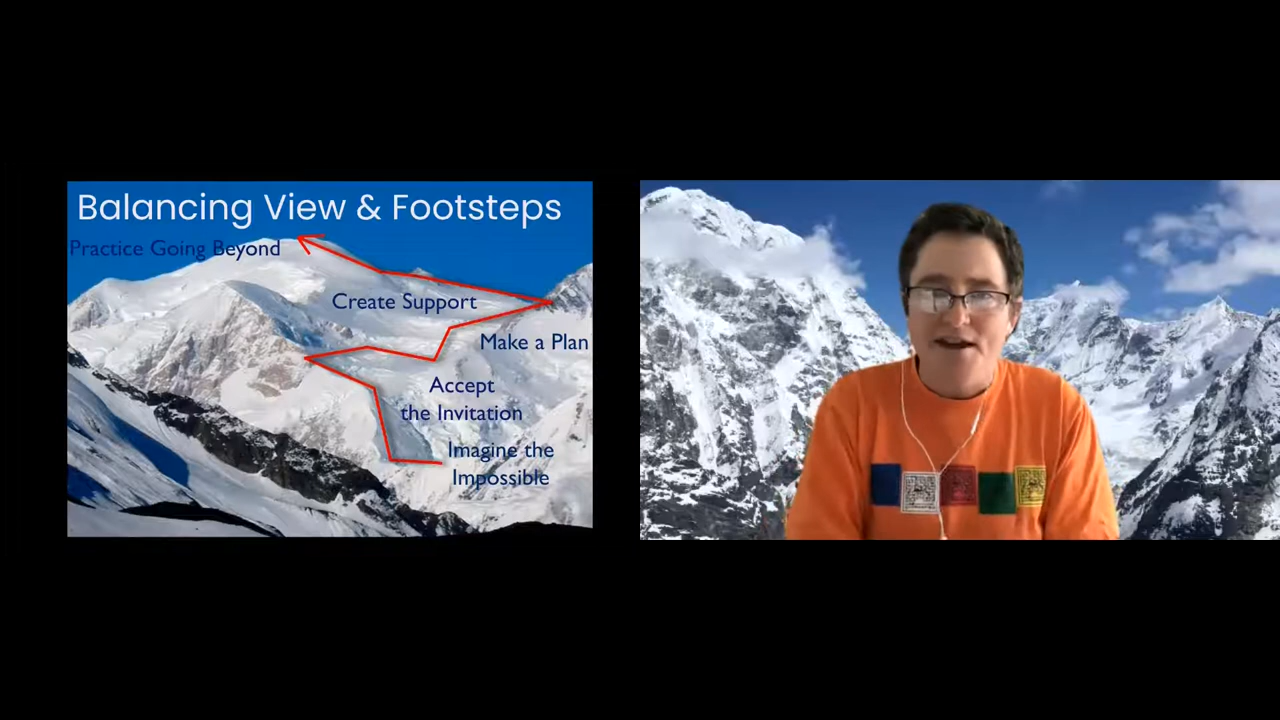 Balancing View & Footsteps
Practice Going Beyond
Create Support
Make a Plan
Accept
the Invitation
Imagine the
Impossible